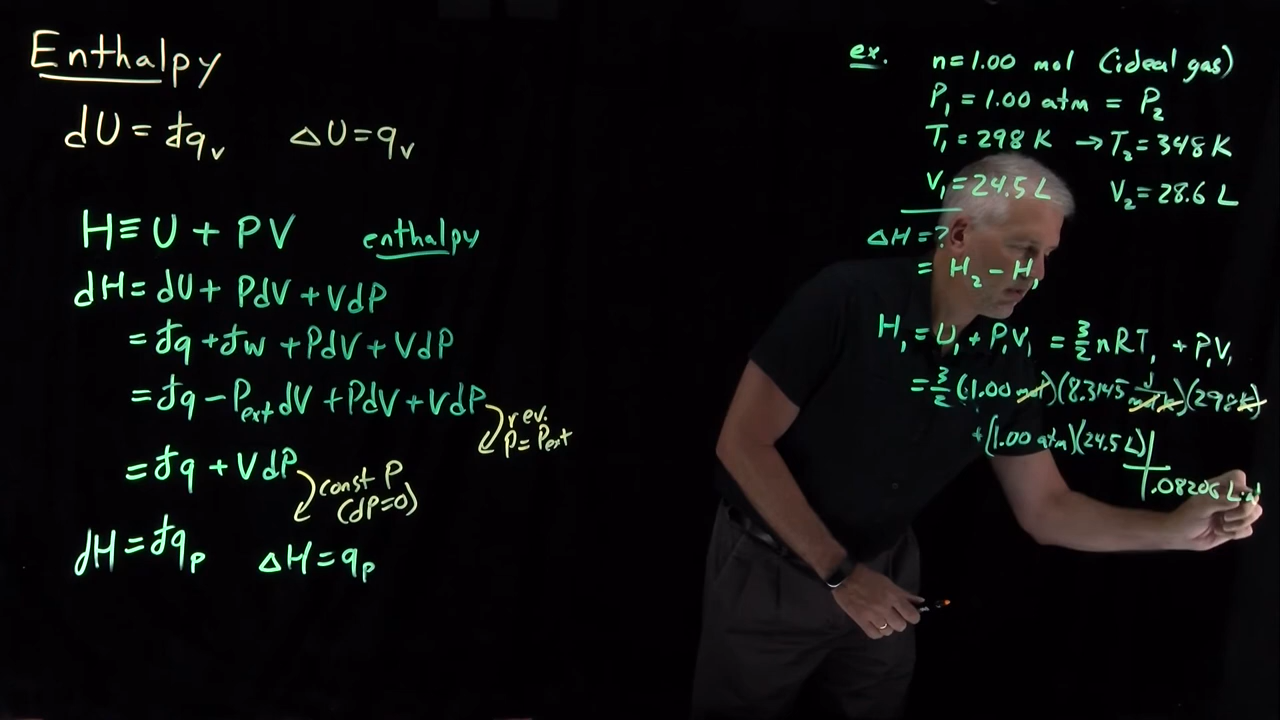 Enthalpy
dU = đq_v   ΔU = q_v
H ≡ U + PV   enthalpy
dH = dU + PdV + VdP
= đq + đw + PdV + VdP
= đq - P_ext dV + PdV + VdP
rev.
P = P_ext
= đq + VdP
const P
(dP=0)
dH = đq_p   ΔH = q_p
ex. n = 1.00 mol (ideal gas)
P₁ = 1.00 atm = P₂
T₁ = 298 K → T₂ = 348 K
V₁ = 24.5 L   V₂ = 28.6 L
ΔH = ?
= H₂ - H₁
H₁ = U₁ + P₁V₁ = 3/2 nRT₁ + P₁V₁
= 3/2 (1.00 mol)(8.3145 J/mol K)(298 K)
+ (1.00 atm)(24.5 L)
.08206 L·at